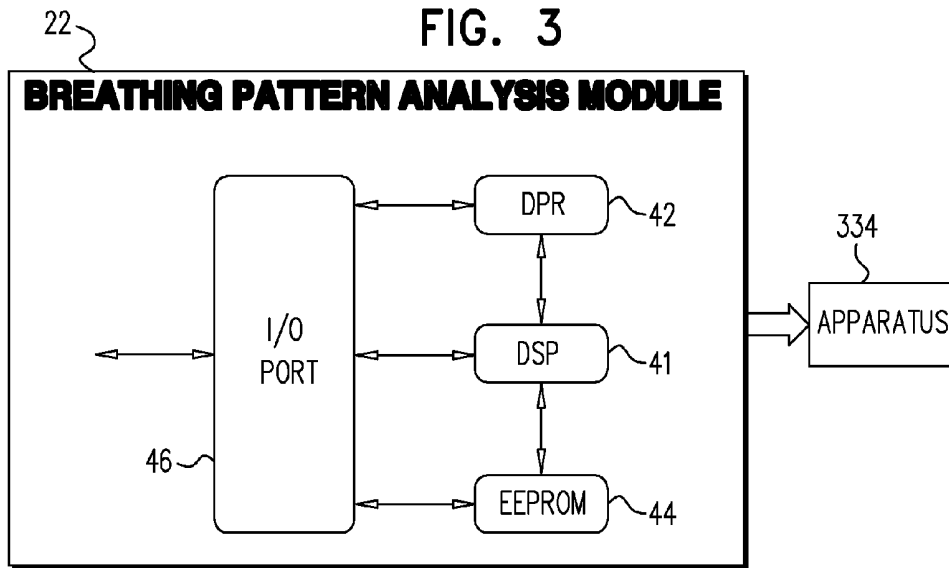 FIG. 3
22
BREATHING PATTERN ANALYSIS MODULE
DPR
42
334
APPARATUS
I/O
PORT
DSP
41
46
EEPROM
44